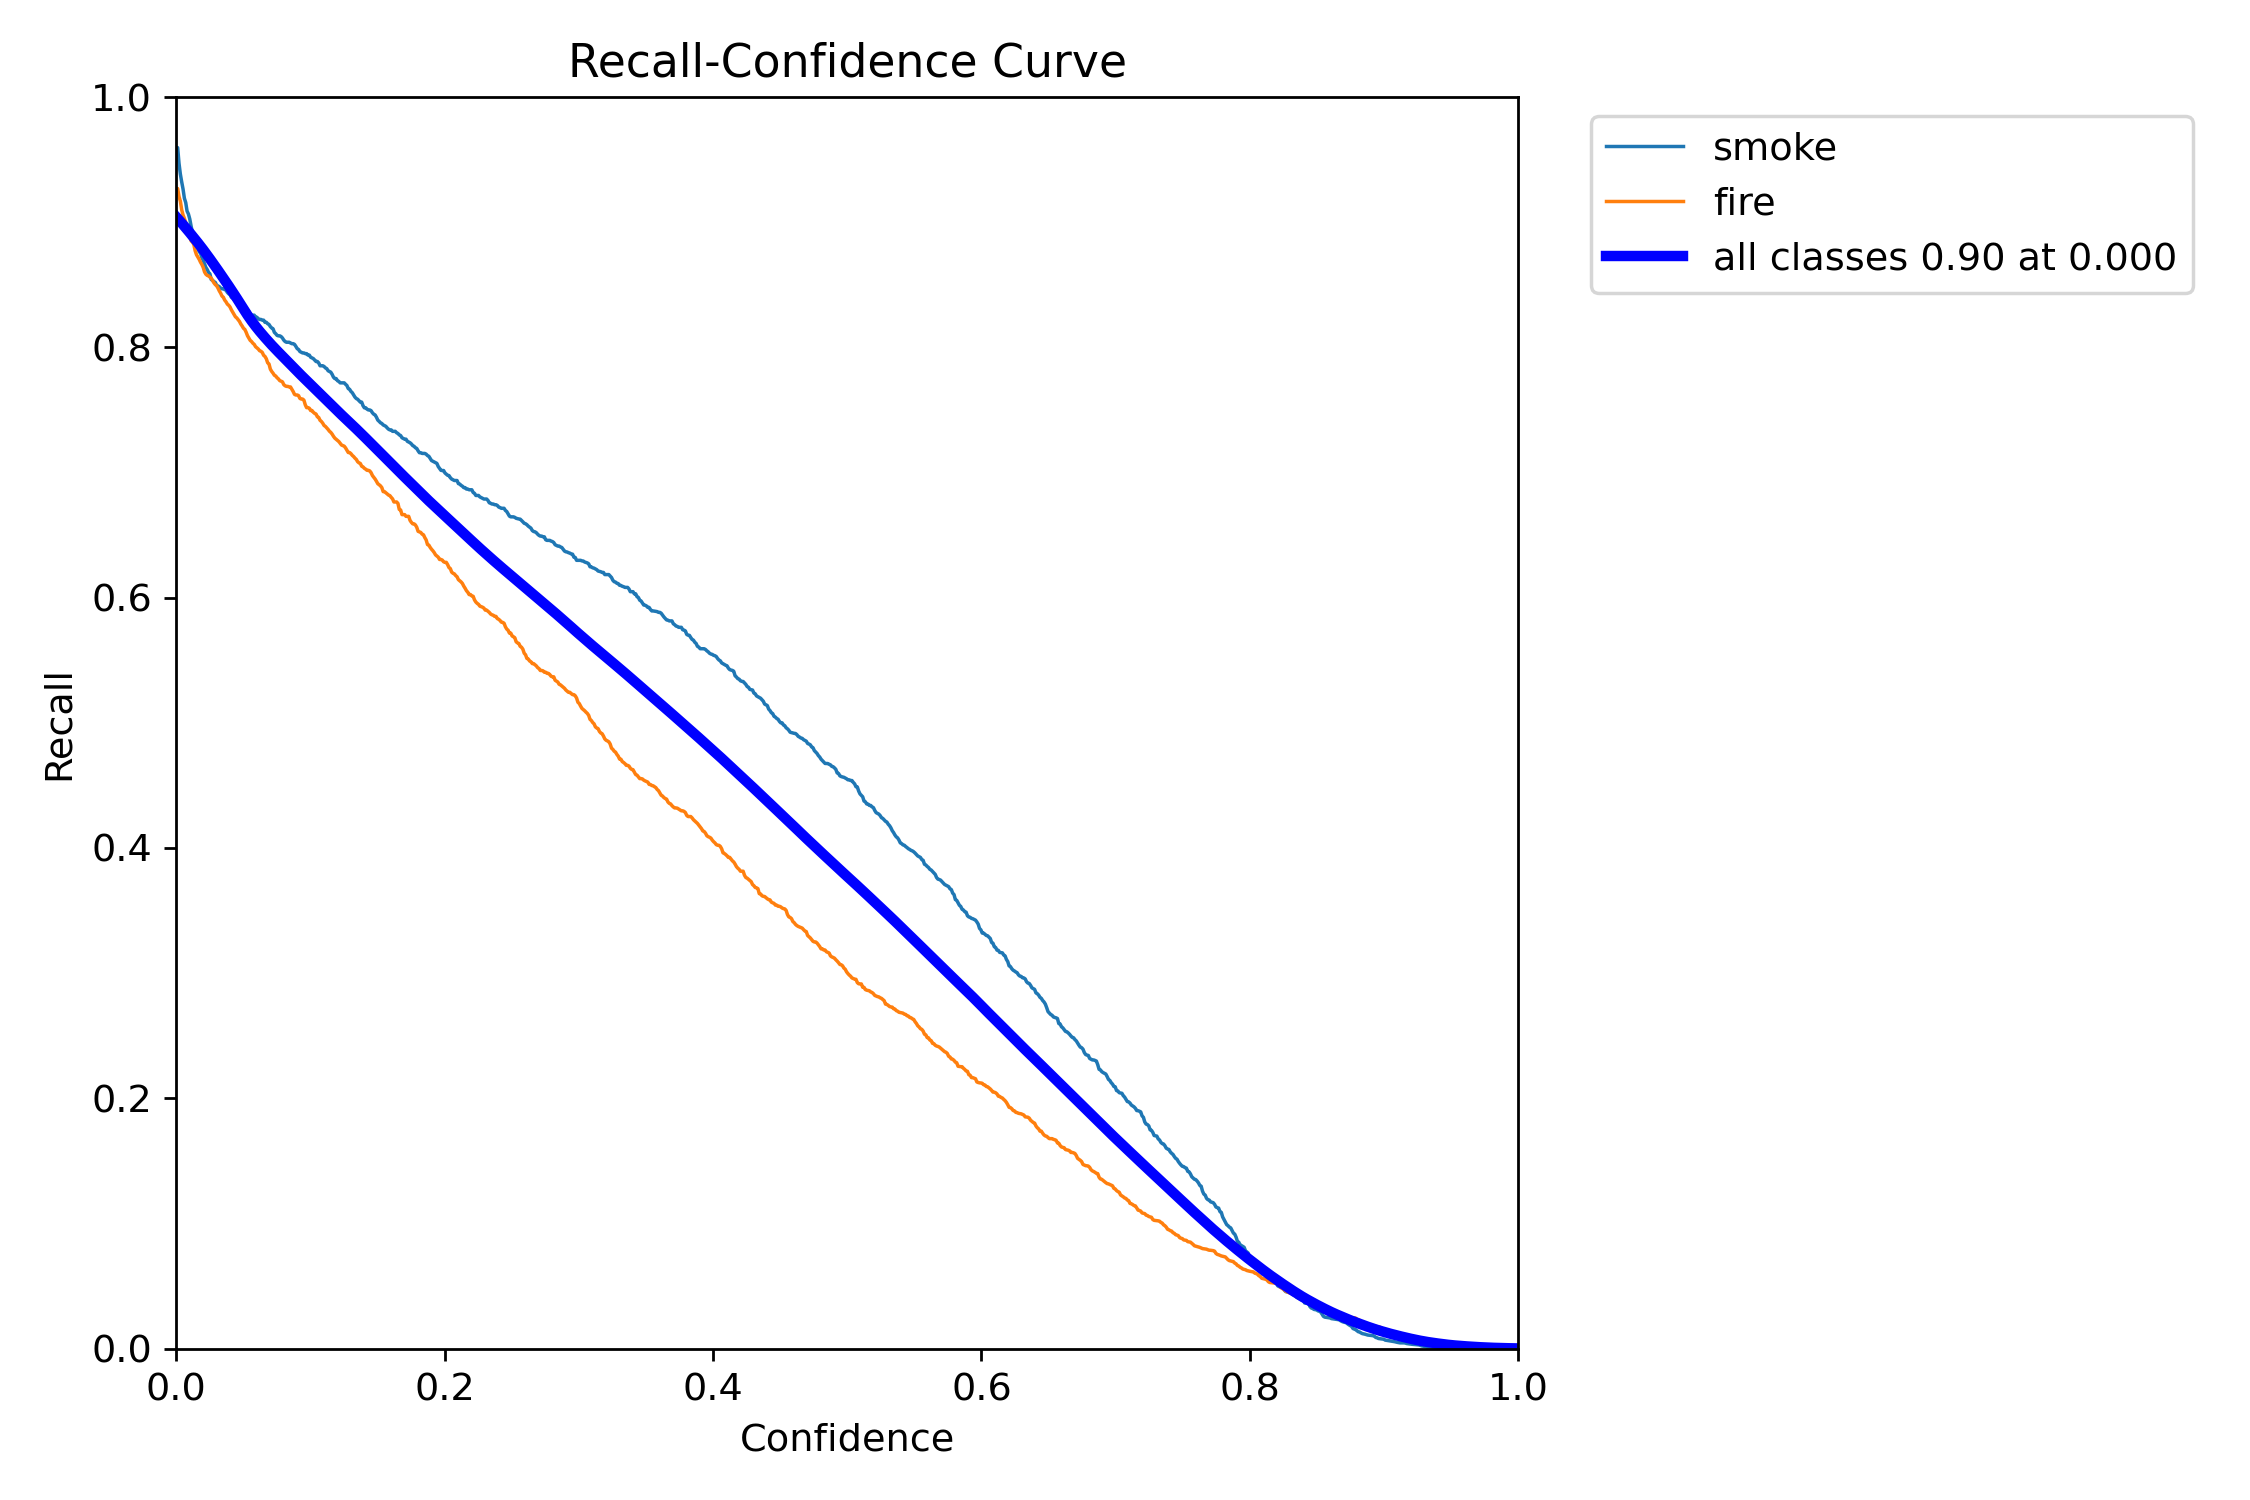 Recall-Confidence Curve
1.0
0.8
0.6
0.4
0.2
0.0
Recall
0.0 0.2 0.4 0.6 0.8 1.0
Confidence
smoke
fire
all classes 0.90 at 0.000